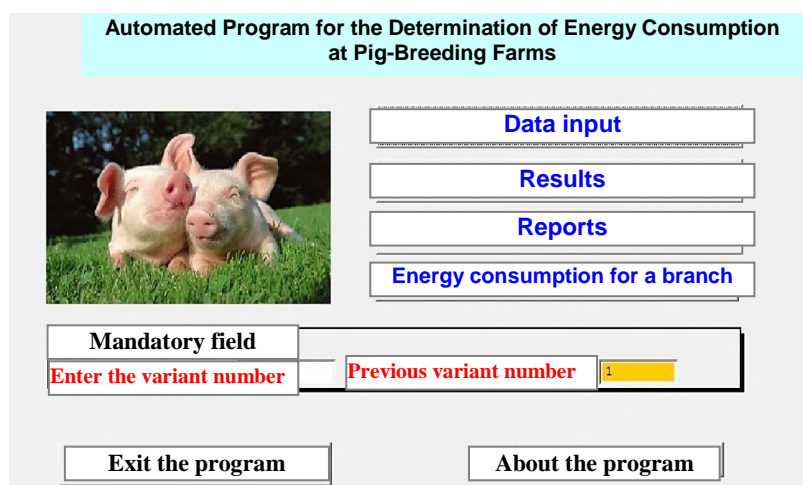 Automated Program for the Determination of Energy Consumption
at Pig-Breeding Farms
Data input
Results
Reports
Energy consumption for a branch
Mandatory field
Enter the variant number
Previous variant number
1
Exit the program
About the program